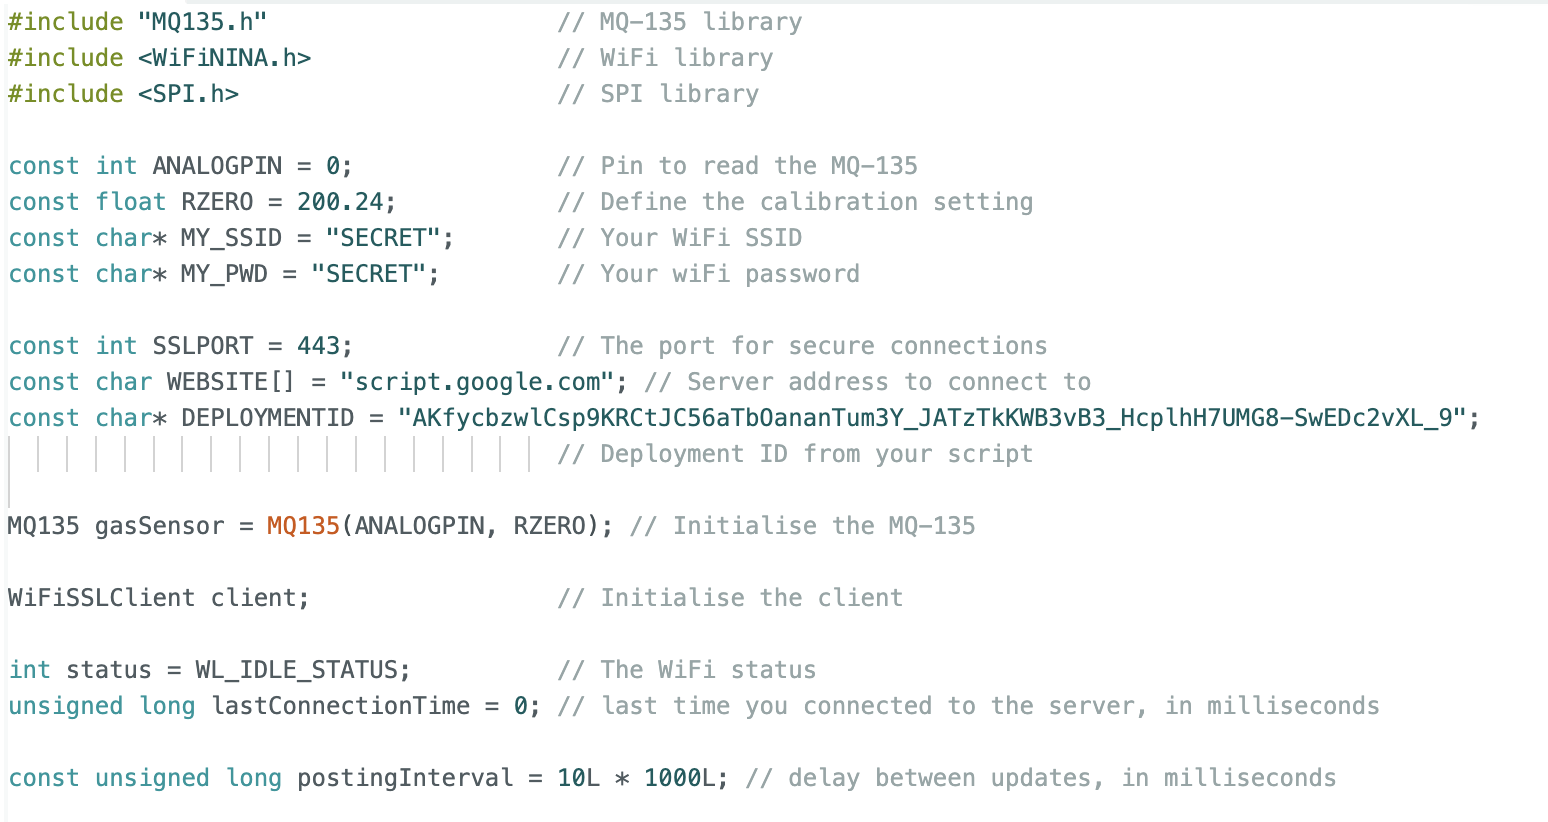 #include "MQ135.h" // MQ-135 library
#include <WiFiNINA.h> // WiFi library
#include <SPI.h> // SPI library
const int ANALOGPIN = 0; // Pin to read the MQ-135
const float RZERO = 200.24; // Define the calibration setting
const char* MY_SSID = "SECRET"; // Your WiFi SSID
const char* MY_PWD = "SECRET"; // Your wiFi password
const int SSLPORT = 443; // The port for secure connections
const char WEBSITE[] = "script.google.com"; // Server address to connect to
const char* DEPLOYMENTID = "AKfycbzwlCsp9KRCtJC56aTbOananTum3Y_JATzTkKWB3vB3_HcplhH7UMG8-SwEDc2vXL_9";
// Deployment ID from your script
MQ135 gasSensor = MQ135(ANALOGPIN, RZERO); // Initialise the MQ-135
WiFiSSLClient client; // Initialise the client
int status = WL_IDLE_STATUS; // The WiFi status
unsigned long lastConnectionTime = 0; // last time you connected to the server, in milliseconds
const unsigned long postingInterval = 10L * 1000L; // delay between updates, in milliseconds